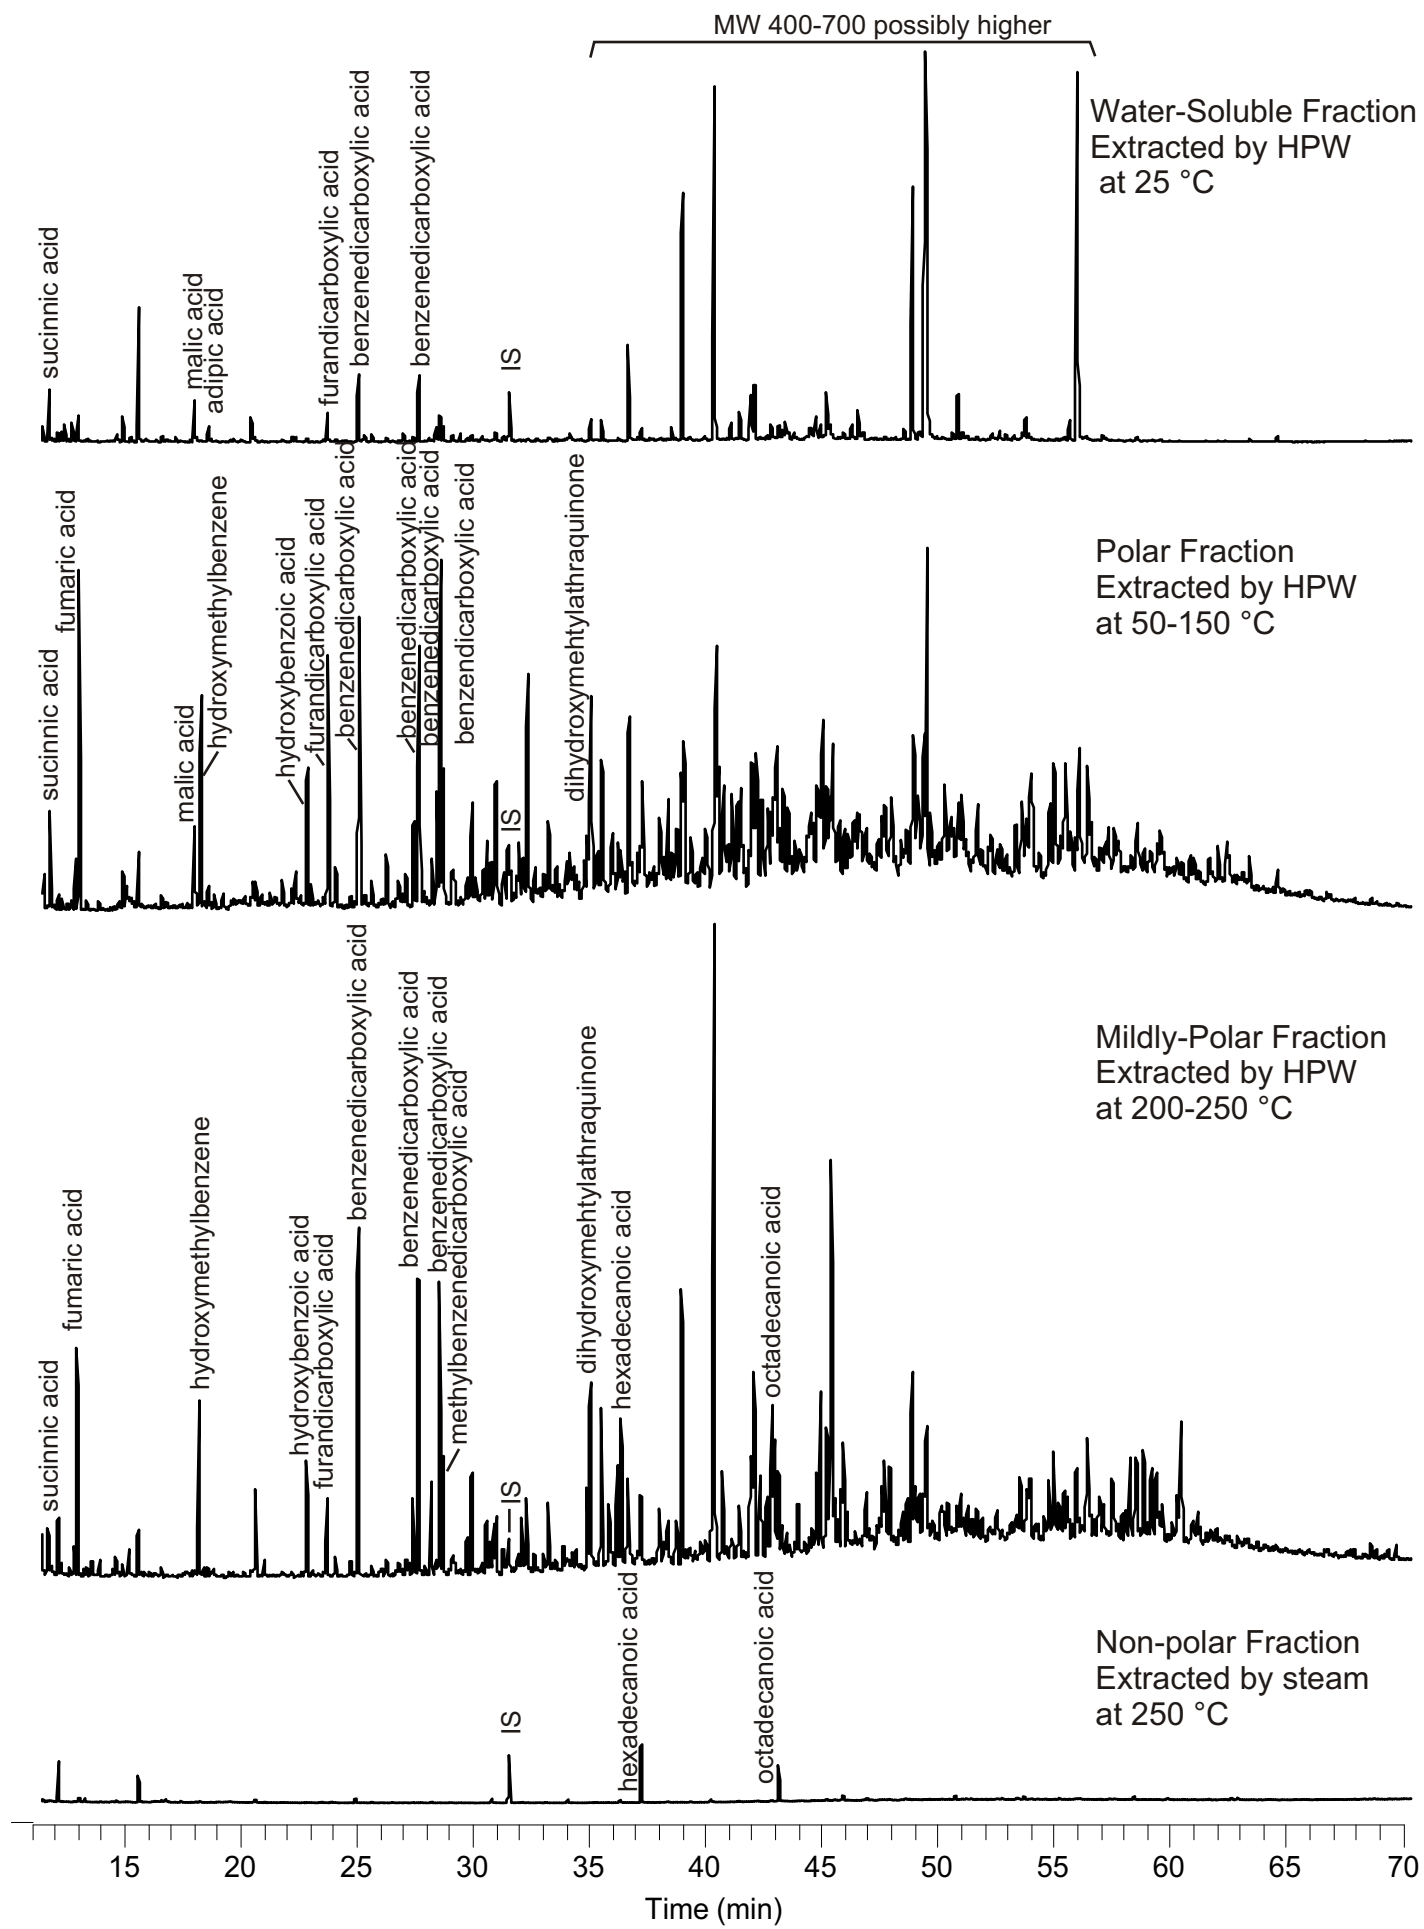 MW 400-700 possibly higher
Water-Soluble Fraction
Extracted by HPW
at 25 °C
sucinnic acid
malic acid
adipic acid
furandicarboxylic acid
benzenedicarboxylic acid
benzenedicarboxylic acid
IS
Polar Fraction
Extracted by HPW
at 50-150 °C
sucinnic acid
fumaric acid
malic acid
hydroxymethylbenzene
hydroxybenzoic acid
furandicarboxylic acid
benzenedicarboxylic acid
benzenedicarboxylic acid
benzenedicarboxylic acid
benzendicarboxylic acid
IS
dihydroxymehtylathraquinone
Mildly-Polar Fraction
Extracted by HPW
at 200-250 °C
sucinnic acid
fumaric acid
hydroxymethylbenzene
hydroxybenzoic acid
furandicarboxylic acid
benzenedicarboxylic acid
benzenedicarboxylic acid
benzenedicarboxylic acid
methylbenzenedicarboxylic acid
IS
dihydroxymehtylathraquinone
hexadecanoic acid
octadecanoic acid
Non-polar Fraction
Extracted by steam
at 250 °C
IS
hexadecanoic acid
octadecanoic acid
15 20 25 30 35 40 45 50 55 60 65 70
Time (min)